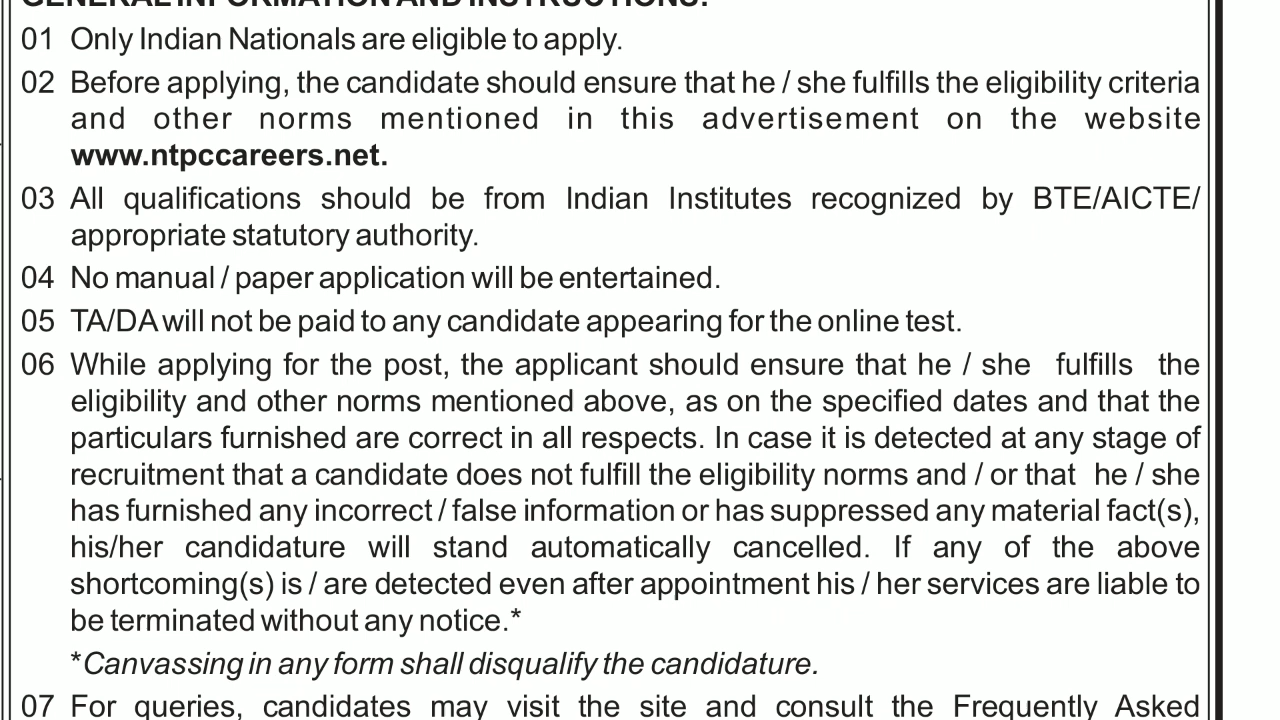 GENERAL INFORMATION AND INSTRUCTIONS:
01 Only Indian Nationals are eligible to apply.
02 Before applying, the candidate should ensure that he / she fulfills the eligibility criteria
and other norms mentioned in this advertisement on the website
www.ntpccareers.net.
03 All qualifications should be from Indian Institutes recognized by BTE/AICTE/
appropriate statutory authority.
04 No manual / paper application will be entertained.
05 TA/DA will not be paid to any candidate appearing for the online test.
06 While applying for the post, the applicant should ensure that he / she fulfills the
eligibility and other norms mentioned above, as on the specified dates and that the
particulars furnished are correct in all respects. In case it is detected at any stage of
recruitment that a candidate does not fulfill the eligibility norms and / or that he / she
has furnished any incorrect / false information or has suppressed any material fact(s),
his/her candidature will stand automatically cancelled. If any of the above
shortcoming(s) is / are detected even after appointment his / her services are liable to
be terminated without any notice.*
*Canvassing in any form shall disqualify the candidature.
07 For queries, candidates may visit the site and consult the Frequently Asked